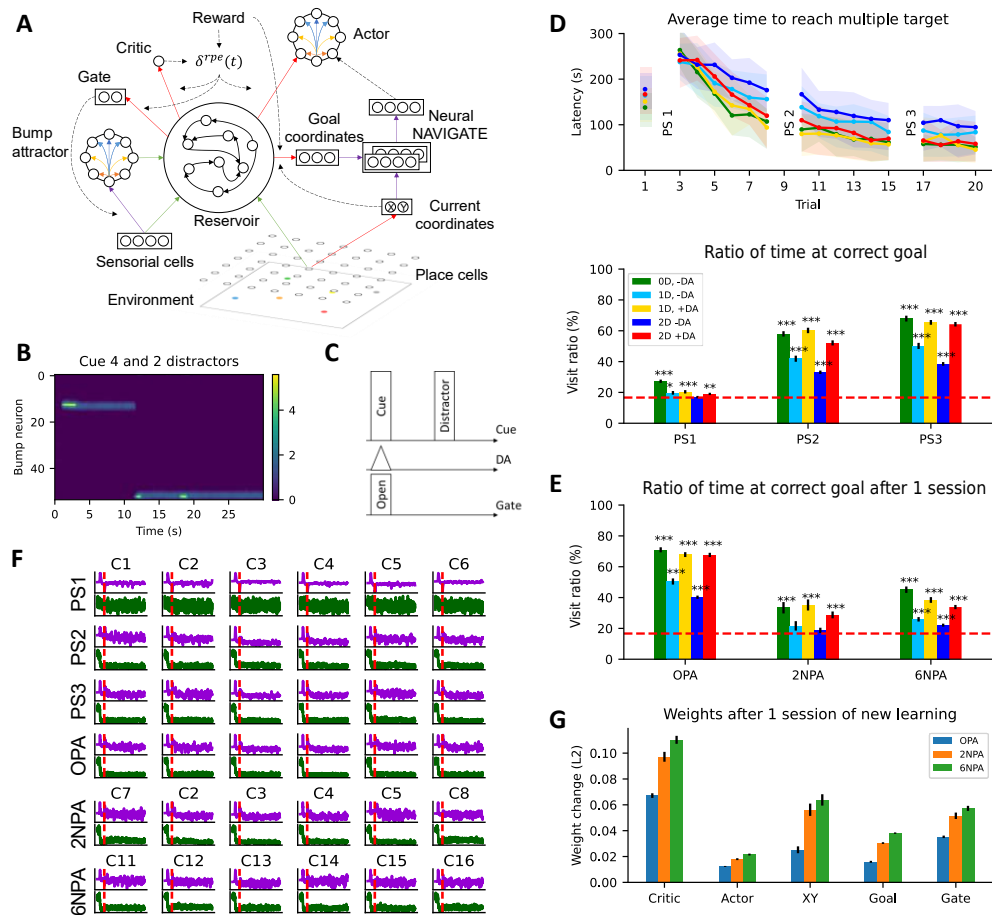 A
Reward
Critic
δ^rpe(t)
Actor
Gate
Bump
attractor
Goal
coordinates
Neural
NAVIGATE
Reservoir
X Y
Current
coordinates
Sensorial cells
Place cells
Environment
B
Cue 4 and 2 distractors
Bump neuron
0
20
40
0 5 10 15 20 25
Time (s)
4
2
0
C
Cue
Distractor
Cue
DA
Open
Gate
D
Average time to reach multiple target
Latency (s)
300
200
100
0
PS 1
PS 2
PS 3
1 3 5 7 9 11 13 15 17 20
Trial
Ratio of time at correct goal
Visit ratio (%)
100
80
60
40
20
0
0D, -DA
1D, -DA
1D, +DA
2D -DA
2D +DA
*** * *** **
*** *** *** *** ***
*** *** *** *** ***
PS1 PS2 PS3
E
Ratio of time at correct goal after 1 session
Visit ratio (%)
100
80
60
40
20
0
*** *** *** *** ***
*** *** ***
*** *** *** *** ***
OPA 2NPA 6NPA
F
C1 C2 C3 C4 C5 C6
PS1
PS2
PS3
OPA
C7 C2 C3 C4 C5 C8
2NPA
C11 C12 C13 C14 C15 C16
6NPA
G
Weights after 1 session of new learning
Weight change (L2)
0.10
0.08
0.06
0.04
0.02
0.00
OPA
2NPA
6NPA
Critic Actor XY Goal Gate